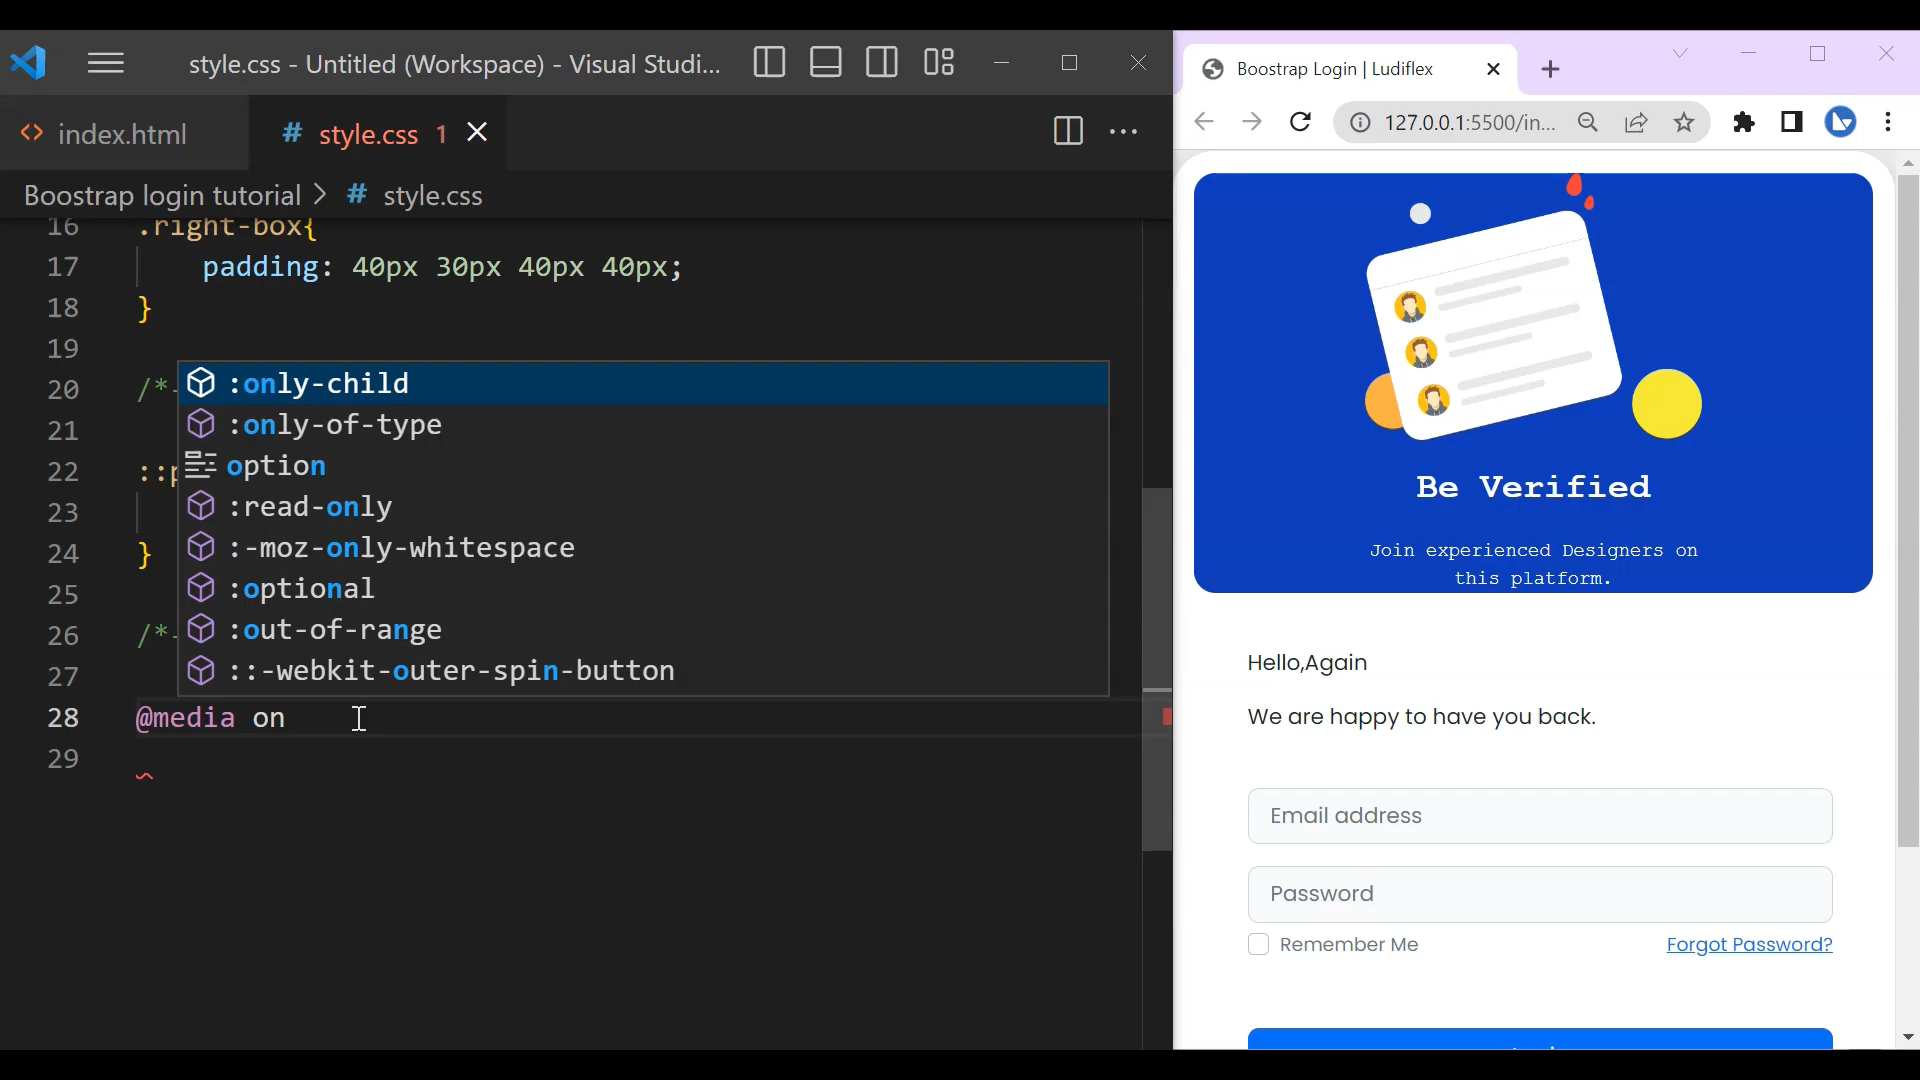 style.css - Untitled (Workspace) - Visual Studi...
index.html
# style.css 1
Boostrap login tutorial > # style.css
16 .right-box{
17 padding: 40px 30px 40px 40px;
18 }
19
20 /*-
21
22 ::p
23
24 }
25
26 /*-
27
28 @media on
29
:only-child
:only-of-type
option
:read-only
:-moz-only-whitespace
:optional
:out-of-range
::-webkit-outer-spin-button
Boostrap Login | Ludiflex
127.0.0.1:5500/in...
Be Verified
Join experienced Designers on
this platform.
Hello,Again
We are happy to have you back.
Email address
Password
Remember Me
Forgot Password?